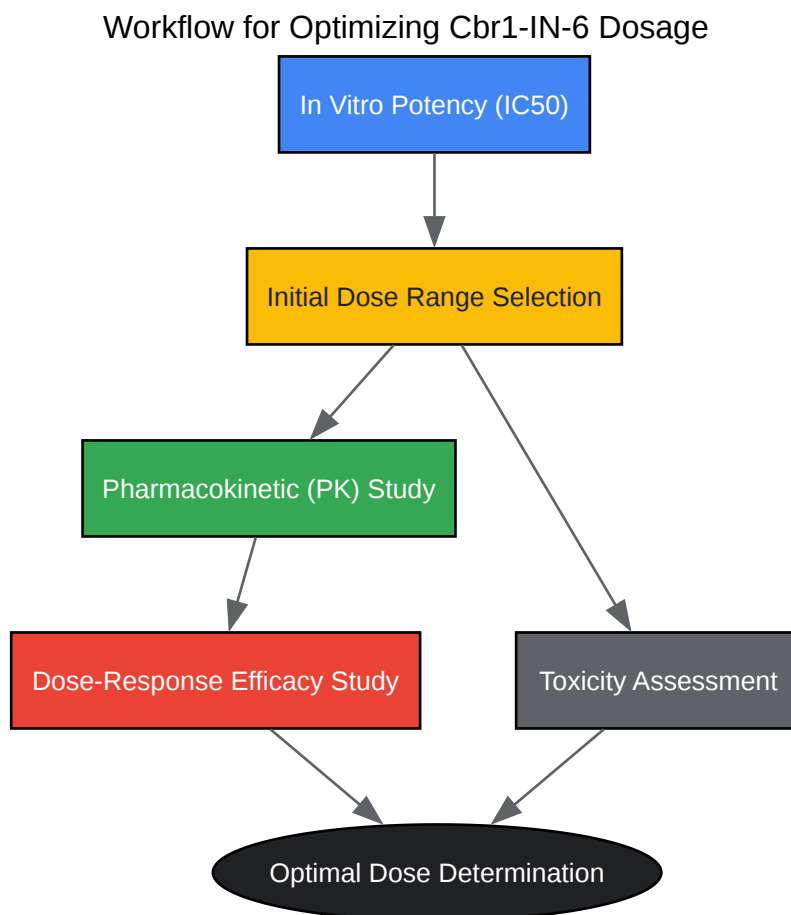 Workflow for Optimizing Cbr1-IN-6 Dosage
In Vitro Potency (IC50)
Initial Dose Range Selection
Pharmacokinetic (PK) Study
Dose-Response Efficacy Study
Toxicity Assessment
Optimal Dose Determination